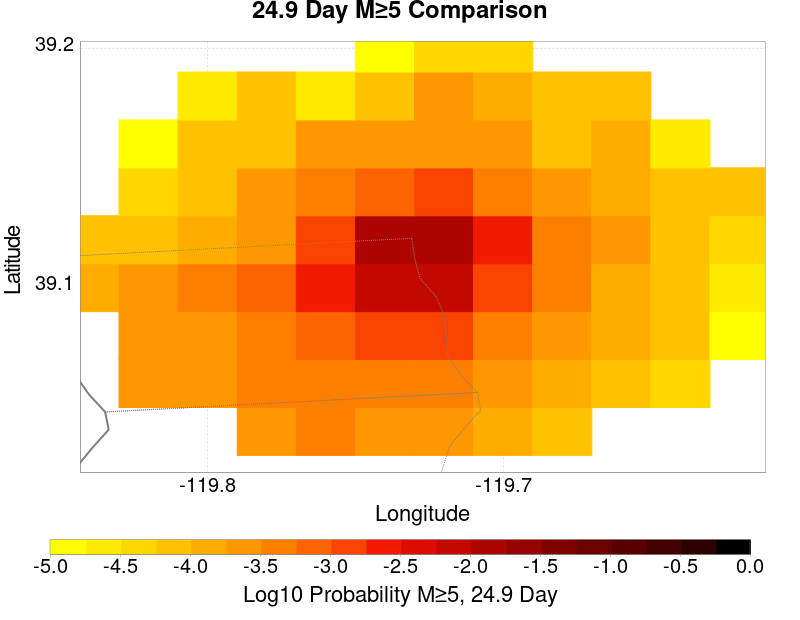 24.9 Day M≥5 Comparison
39.2
39.1
Latitude
-119.8 -119.7
Longitude
-5.0 -4.5 -4.0 -3.5 -3.0 -2.5 -2.0 -1.5 -1.0 -0.5 0.0
Log10 Probability M≥5, 24.9 Day